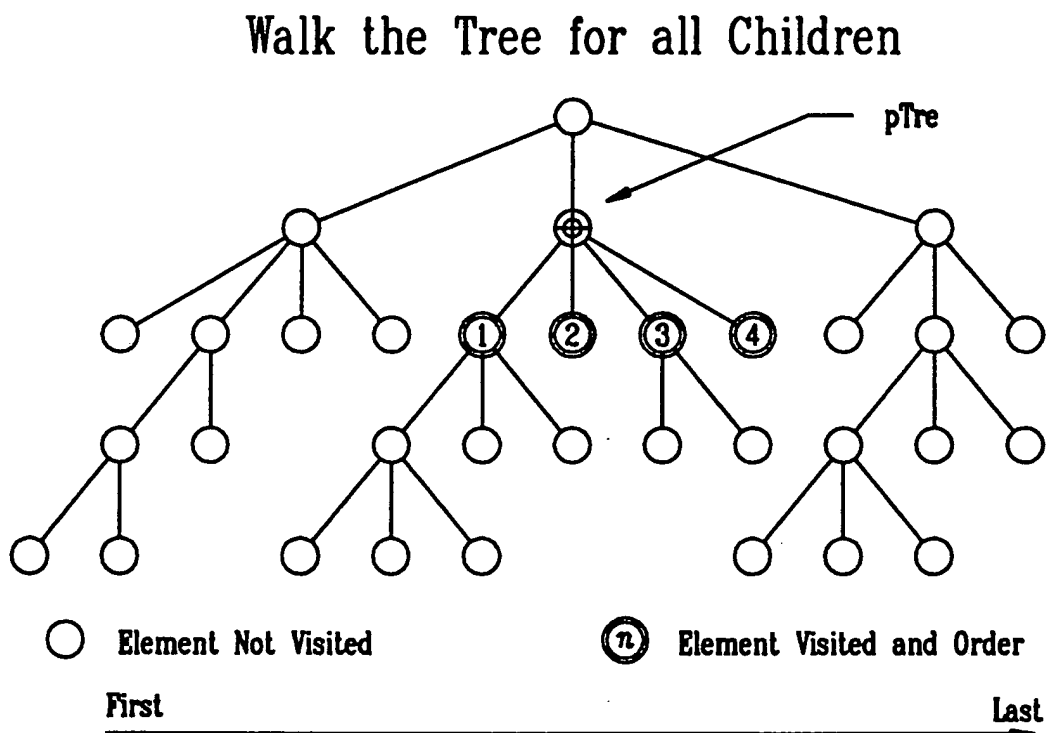 Walk the Tree for all Children
pTre
1 2 3 4
Element Not Visited
n Element Visited and Order
First
Last